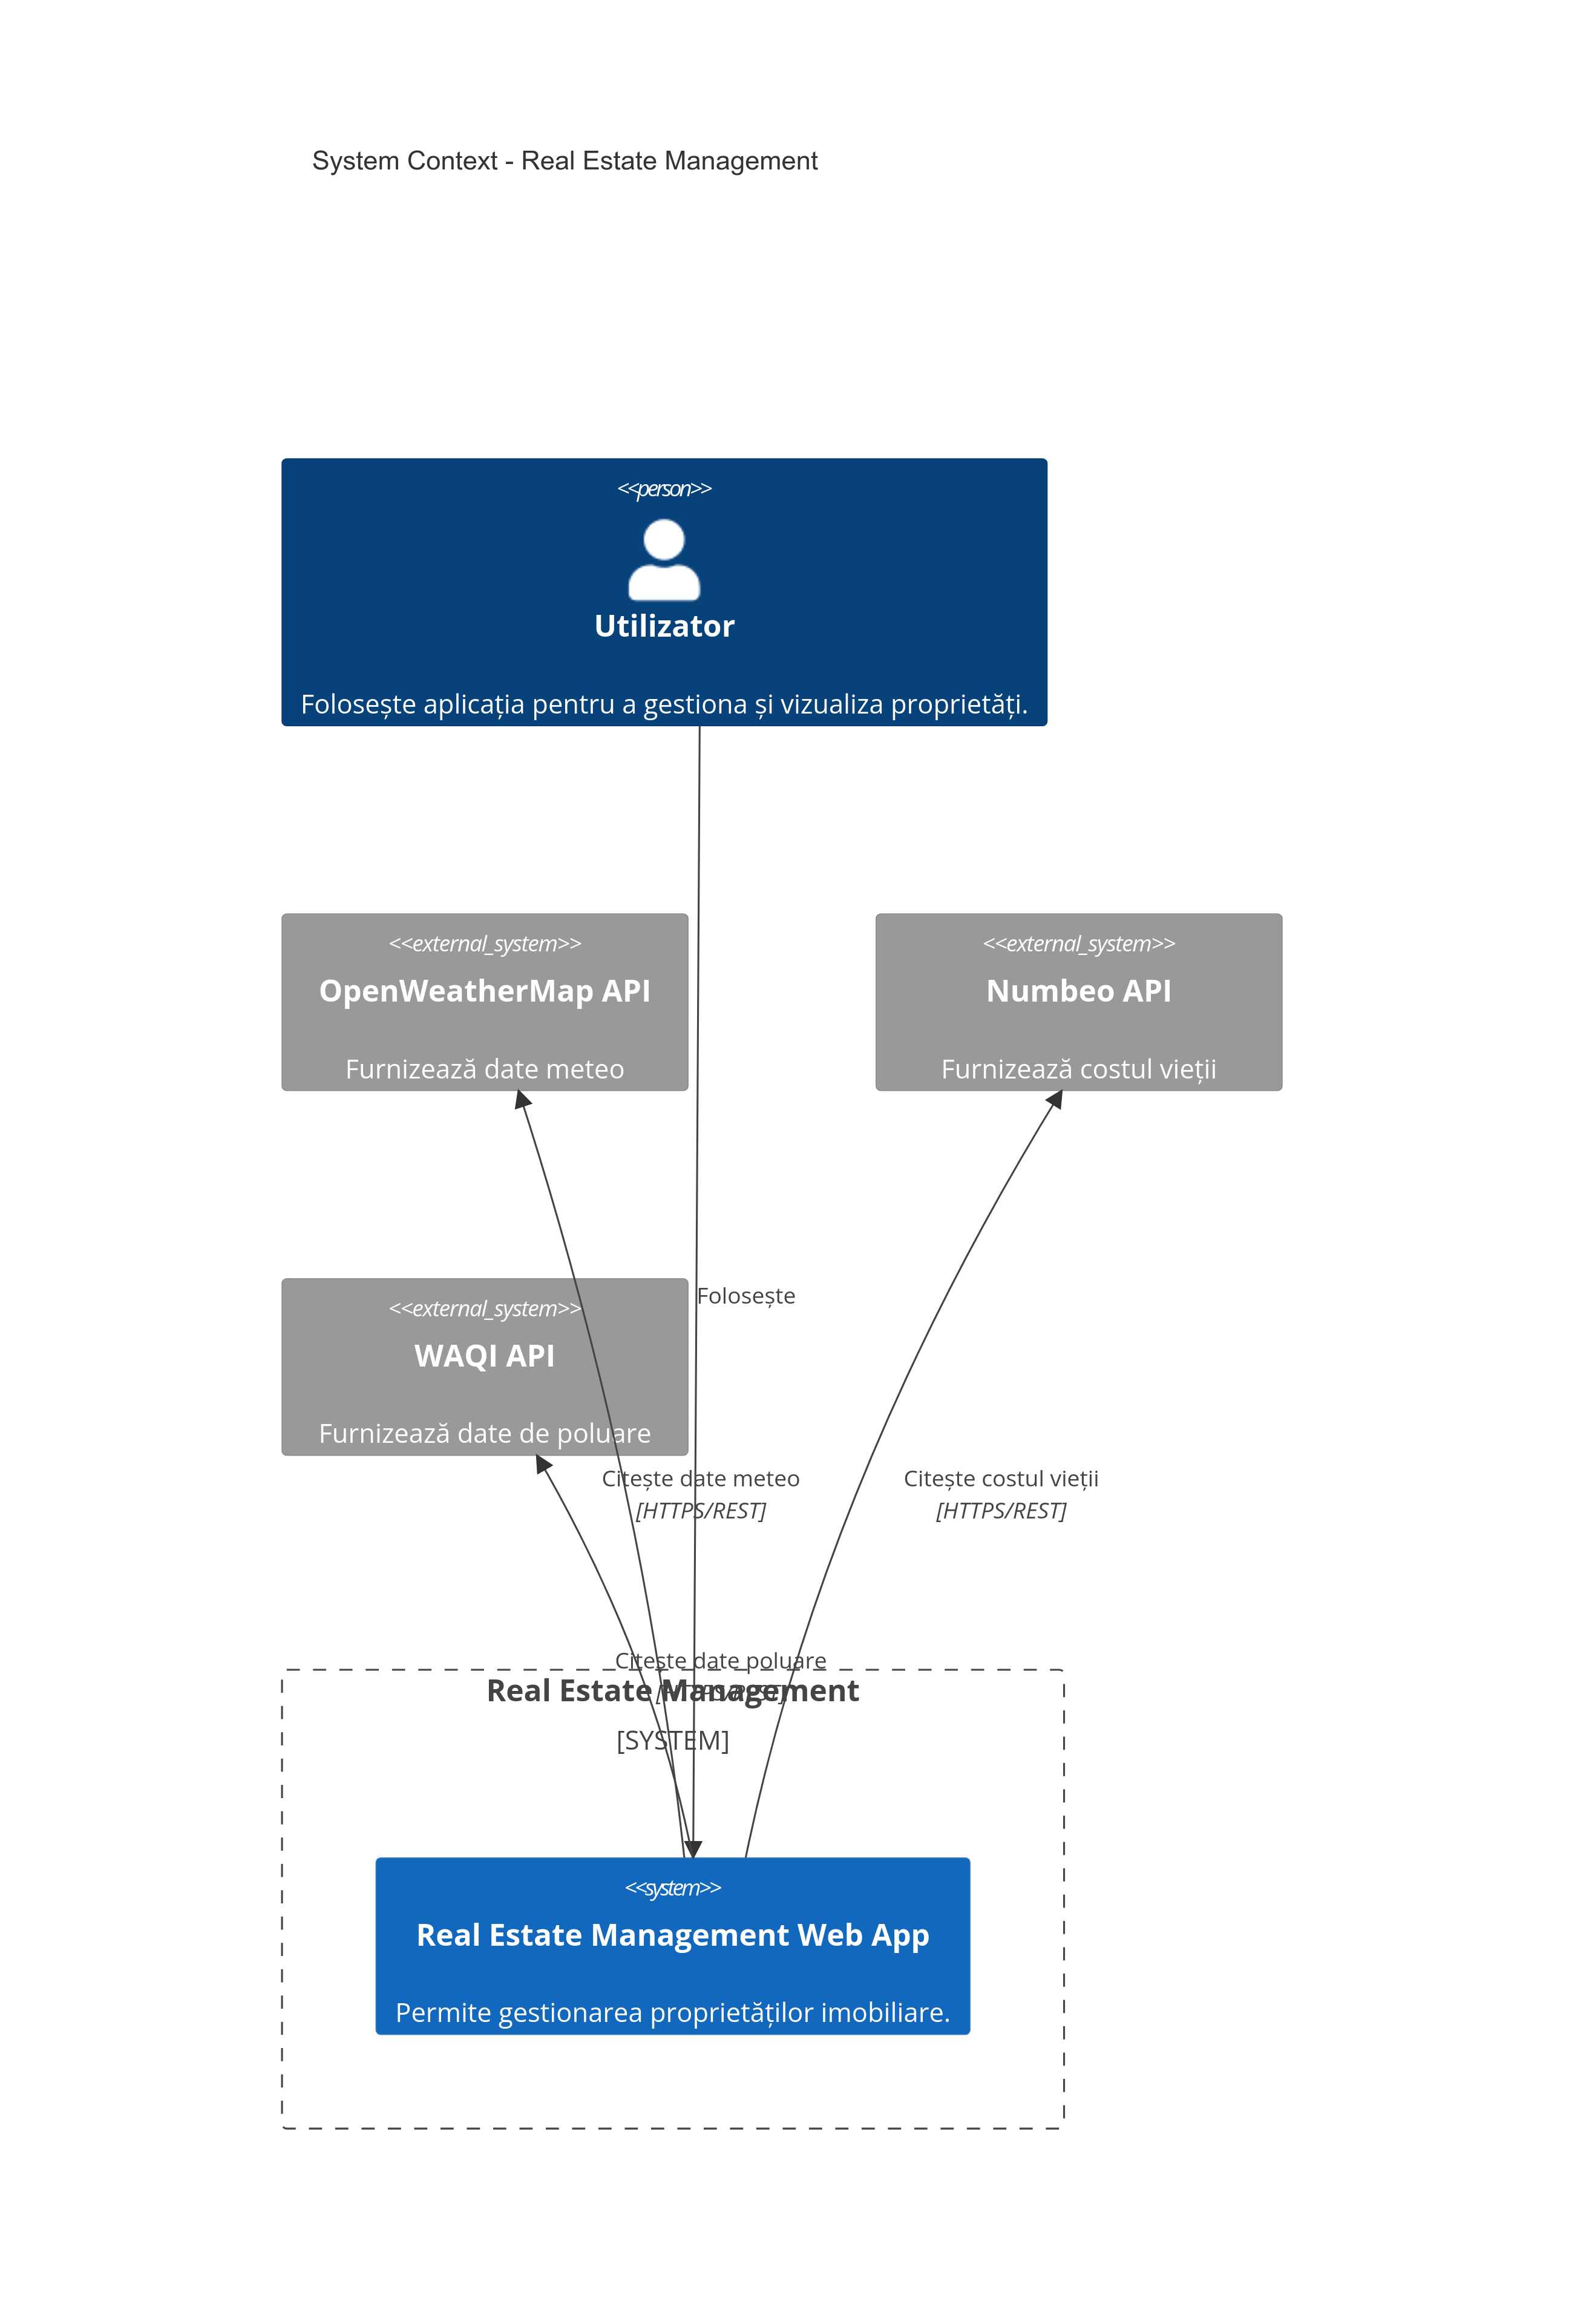 System Context - Real Estate Management
<<person>>
Utilizator
Folosește aplicația pentru a gestiona și vizualiza proprietăți.
<<external_system>>
OpenWeatherMap API
Furnizează date meteo
<<external_system>>
Numbeo API
Furnizează costul vieții
<<external_system>>
WAQI API
Furnizează date de poluare
Folosește
Citește date meteo
[HTTPS/REST]
Citește costul vieții
[HTTPS/REST]
Citește date poluare
[HTTPS/REST]
Real Estate Management
[SYSTEM]
<<system>>
Real Estate Management Web App
Permite gestionarea proprietăților imobiliare.